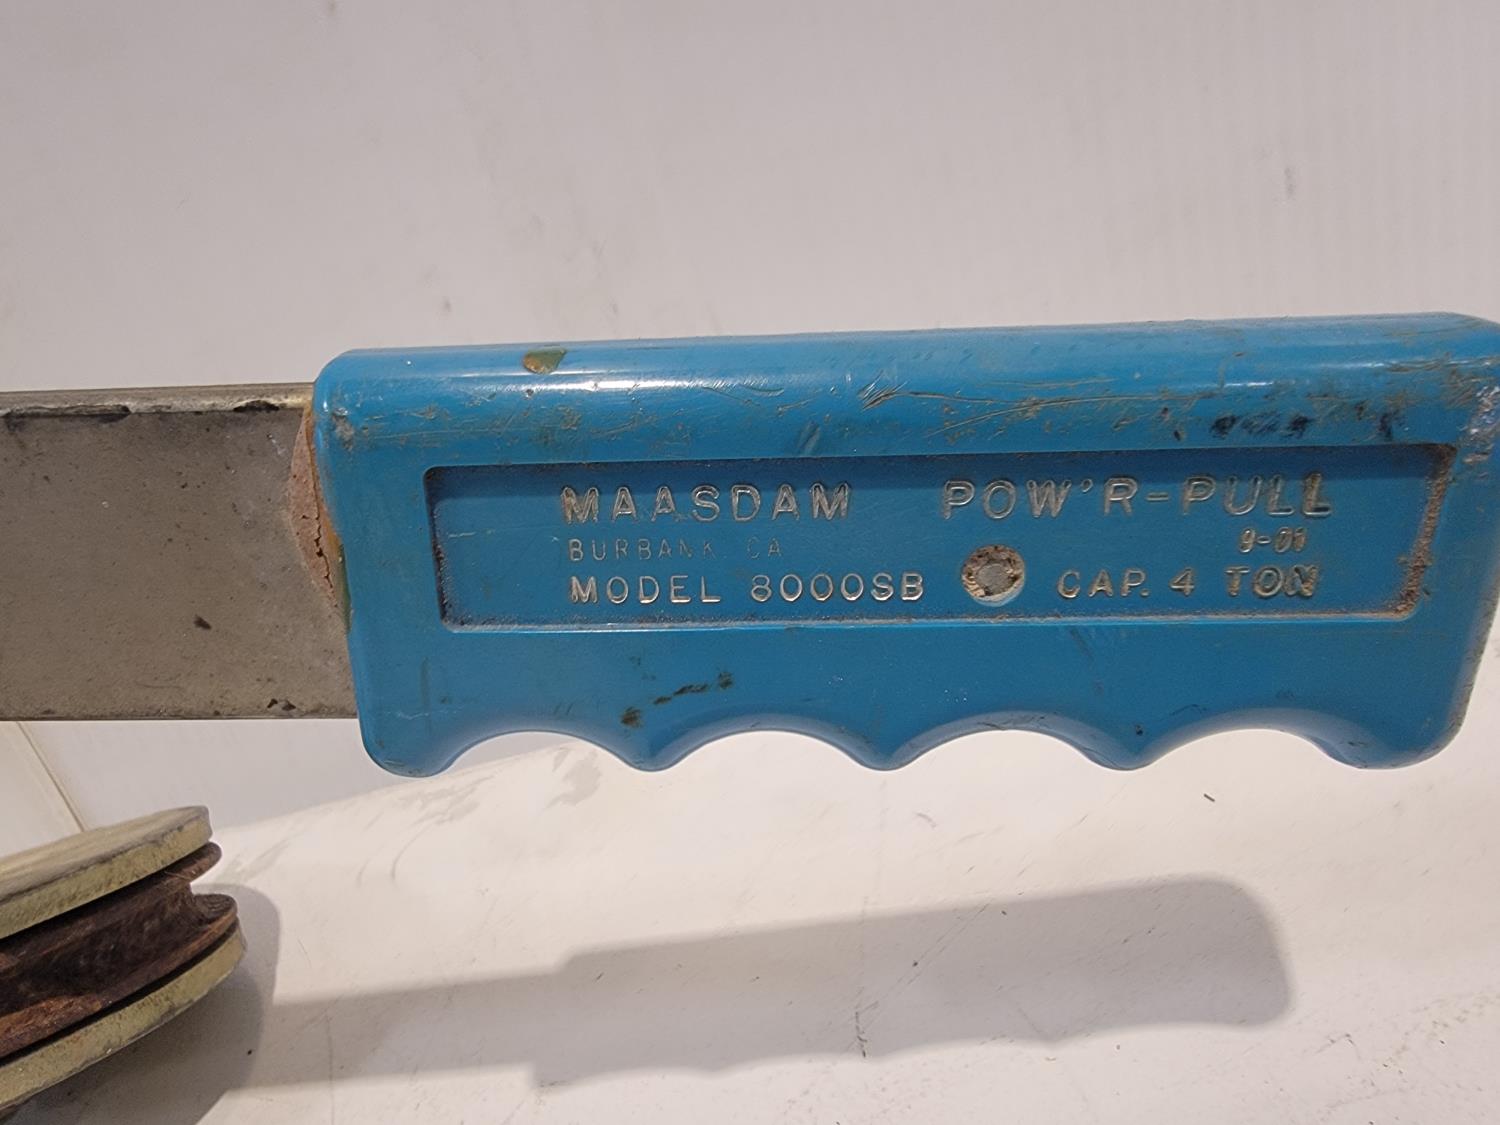 MAASDAM POW'R-PULL
BURBANK CA 9-01
MODEL 8000SB CAP. 4 TON